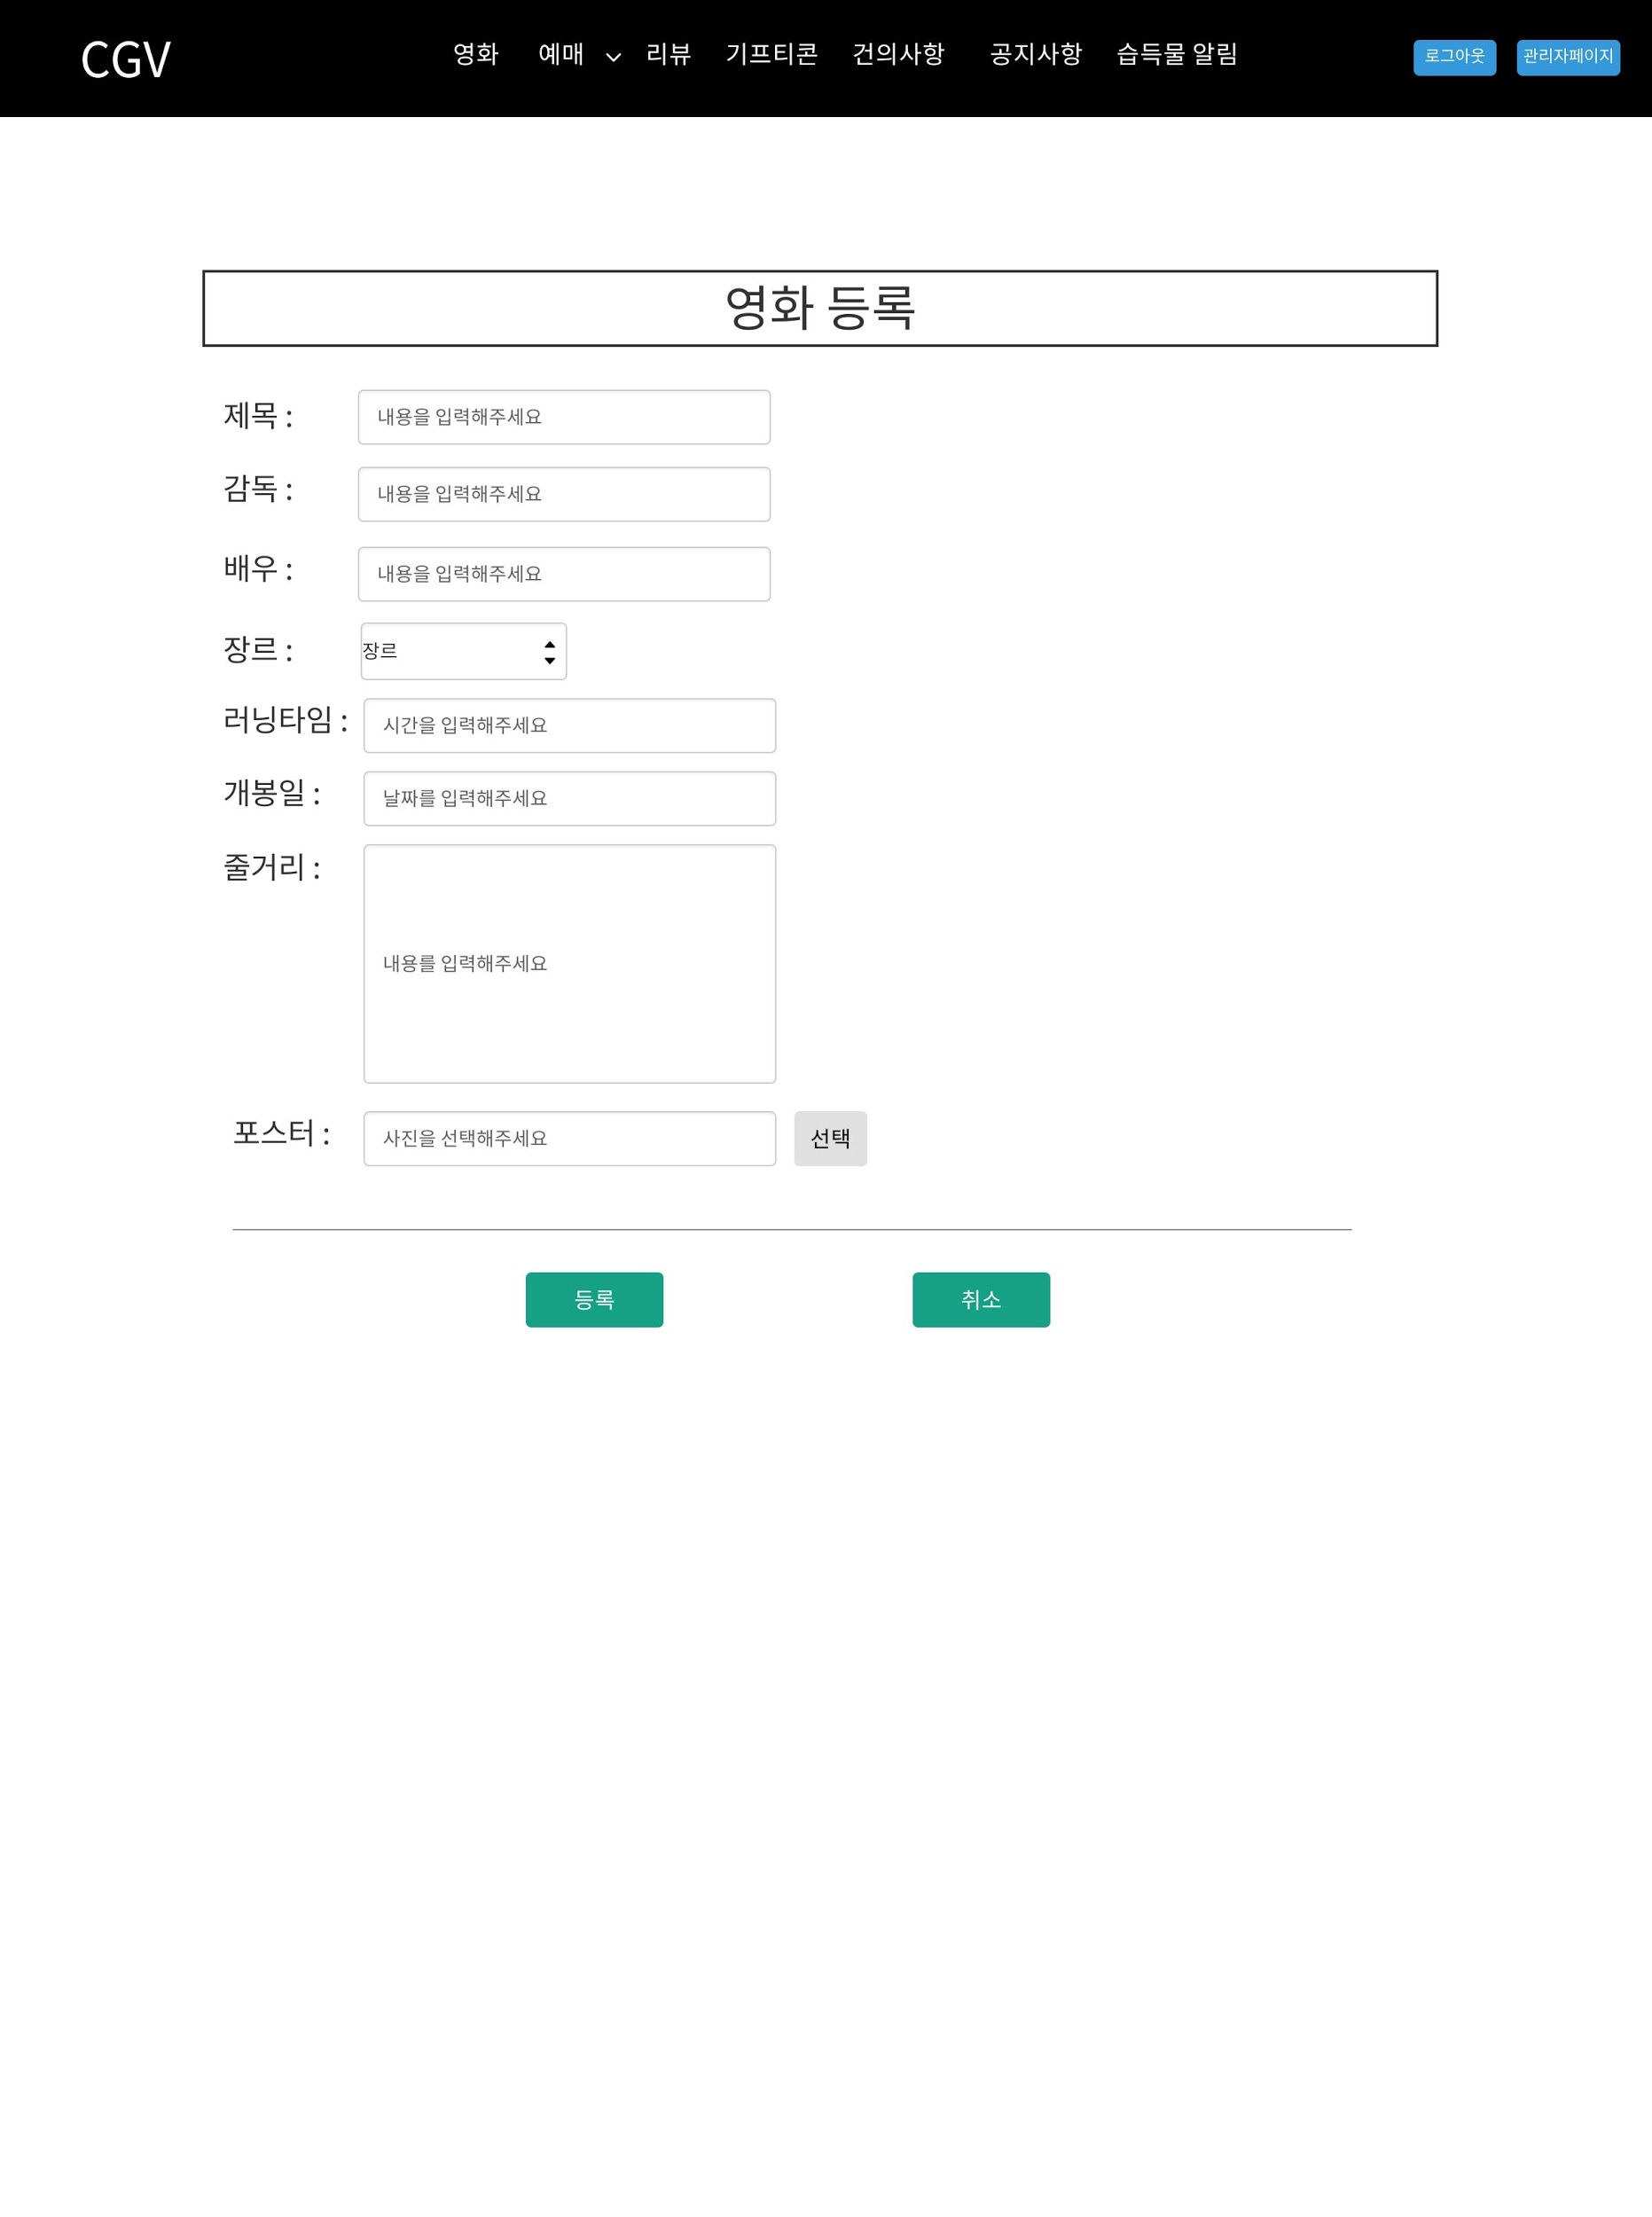 CGV
영화 예매 리뷰 기프티콘 건의사항 공지사항 습득물 알림
로그아웃 관리자페이지
영화 등록
제목 : 내용을 입력해주세요
감독 : 내용을 입력해주세요
배우 : 내용을 입력해주세요
장르 : 장르
러닝타임 : 시간을 입력해주세요
개봉일 : 날짜를 입력해주세요
줄거리 :
내용를 입력해주세요
포스터 : 사진을 선택해주세요 선택
등록 취소